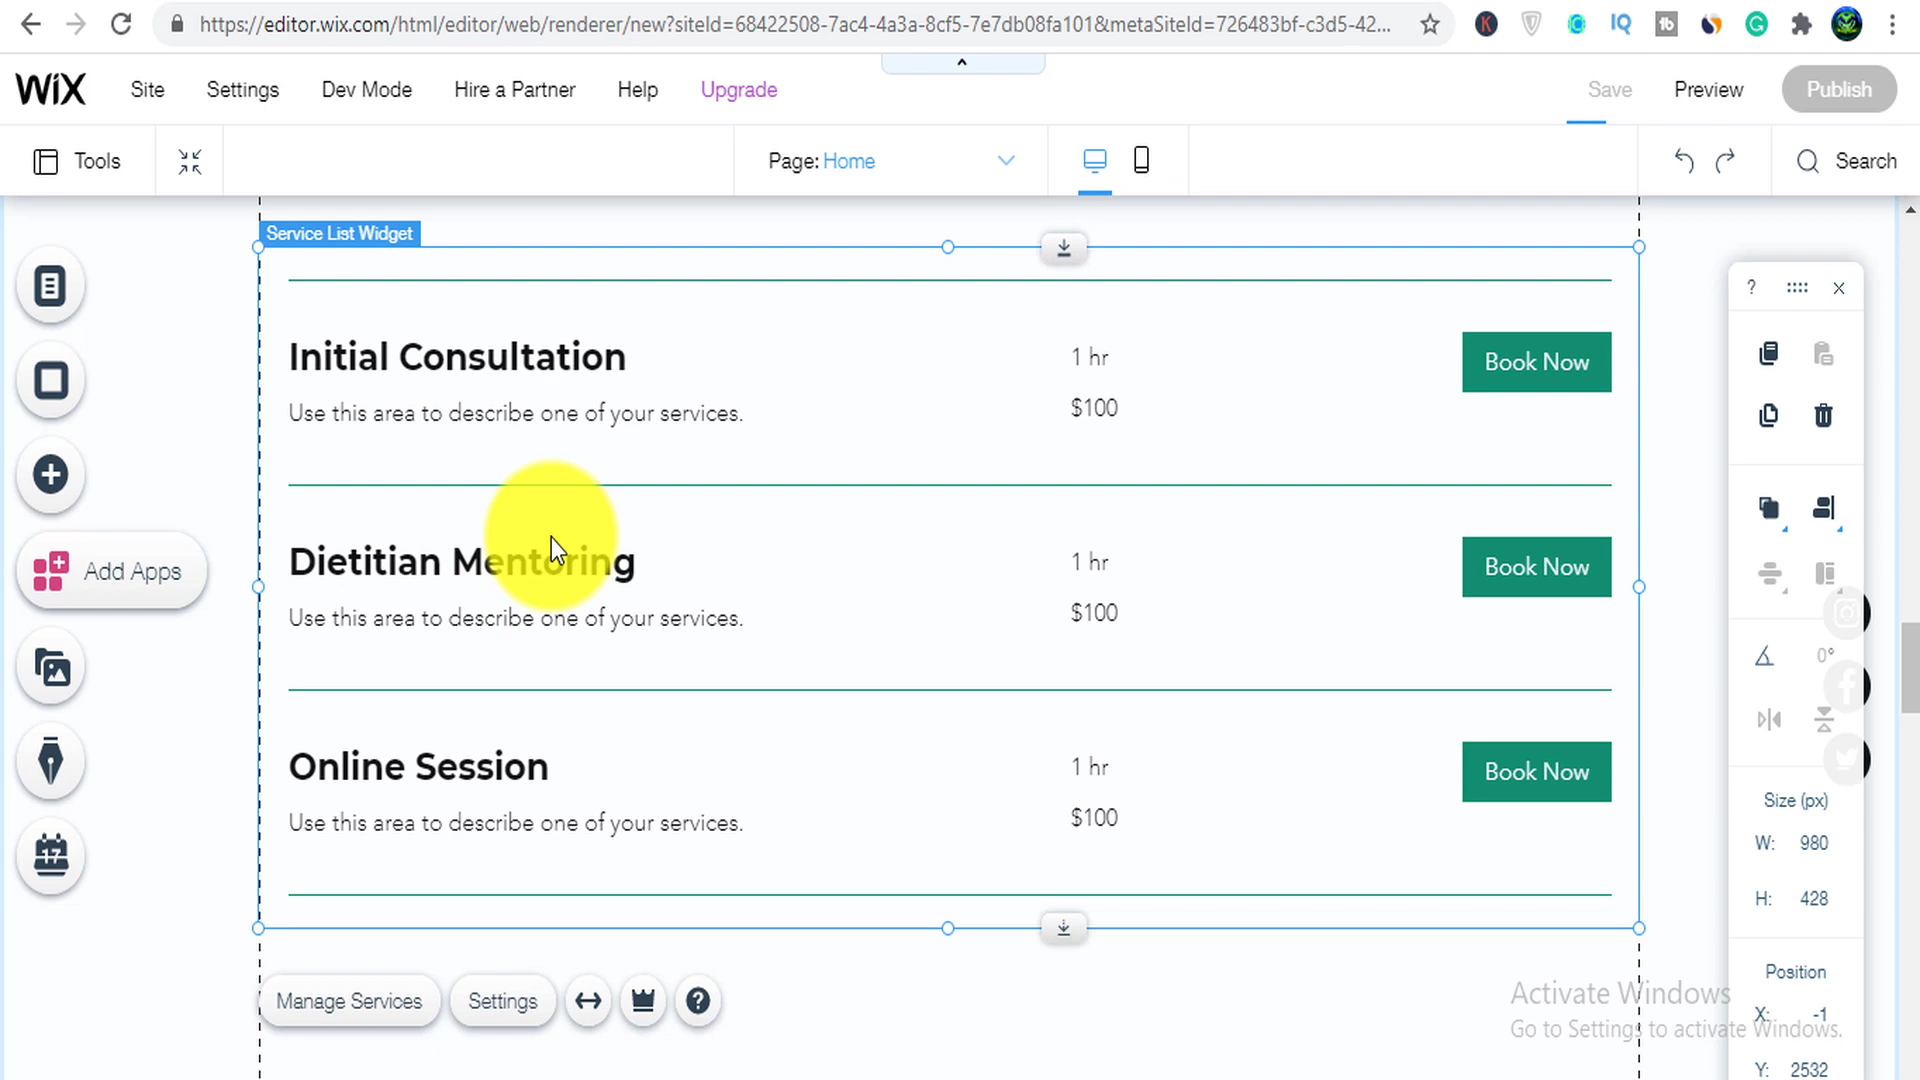 https://editor.wix.com/html/editor/web/renderer/new?siteId=68422508-7ac4-4a3a-8cf5-7e7db08fa101&metaSiteId=726483bf-c3d5-42...
K
IQ
tb
G
WiX
Site
Settings
Dev Mode
Hire a Partner
Help
Upgrade
Save
Preview
Publish
Tools
Page: Home
Search
Service List Widget
?
Initial Consultation
1 hr
Book Now
Use this area to describe one of your services.
$100
Dietitian Mentoring
1 hr
Book Now
Use this area to describe one of your services.
$100
Add Apps
0°
Online Session
1 hr
Book Now
Use this area to describe one of your services.
$100
17
Size (px)
W: 980
H: 428
Position
X: -1
Y: 2532
Manage Services
Settings
?
Activate Windows
Go to Settings to activate Windows.